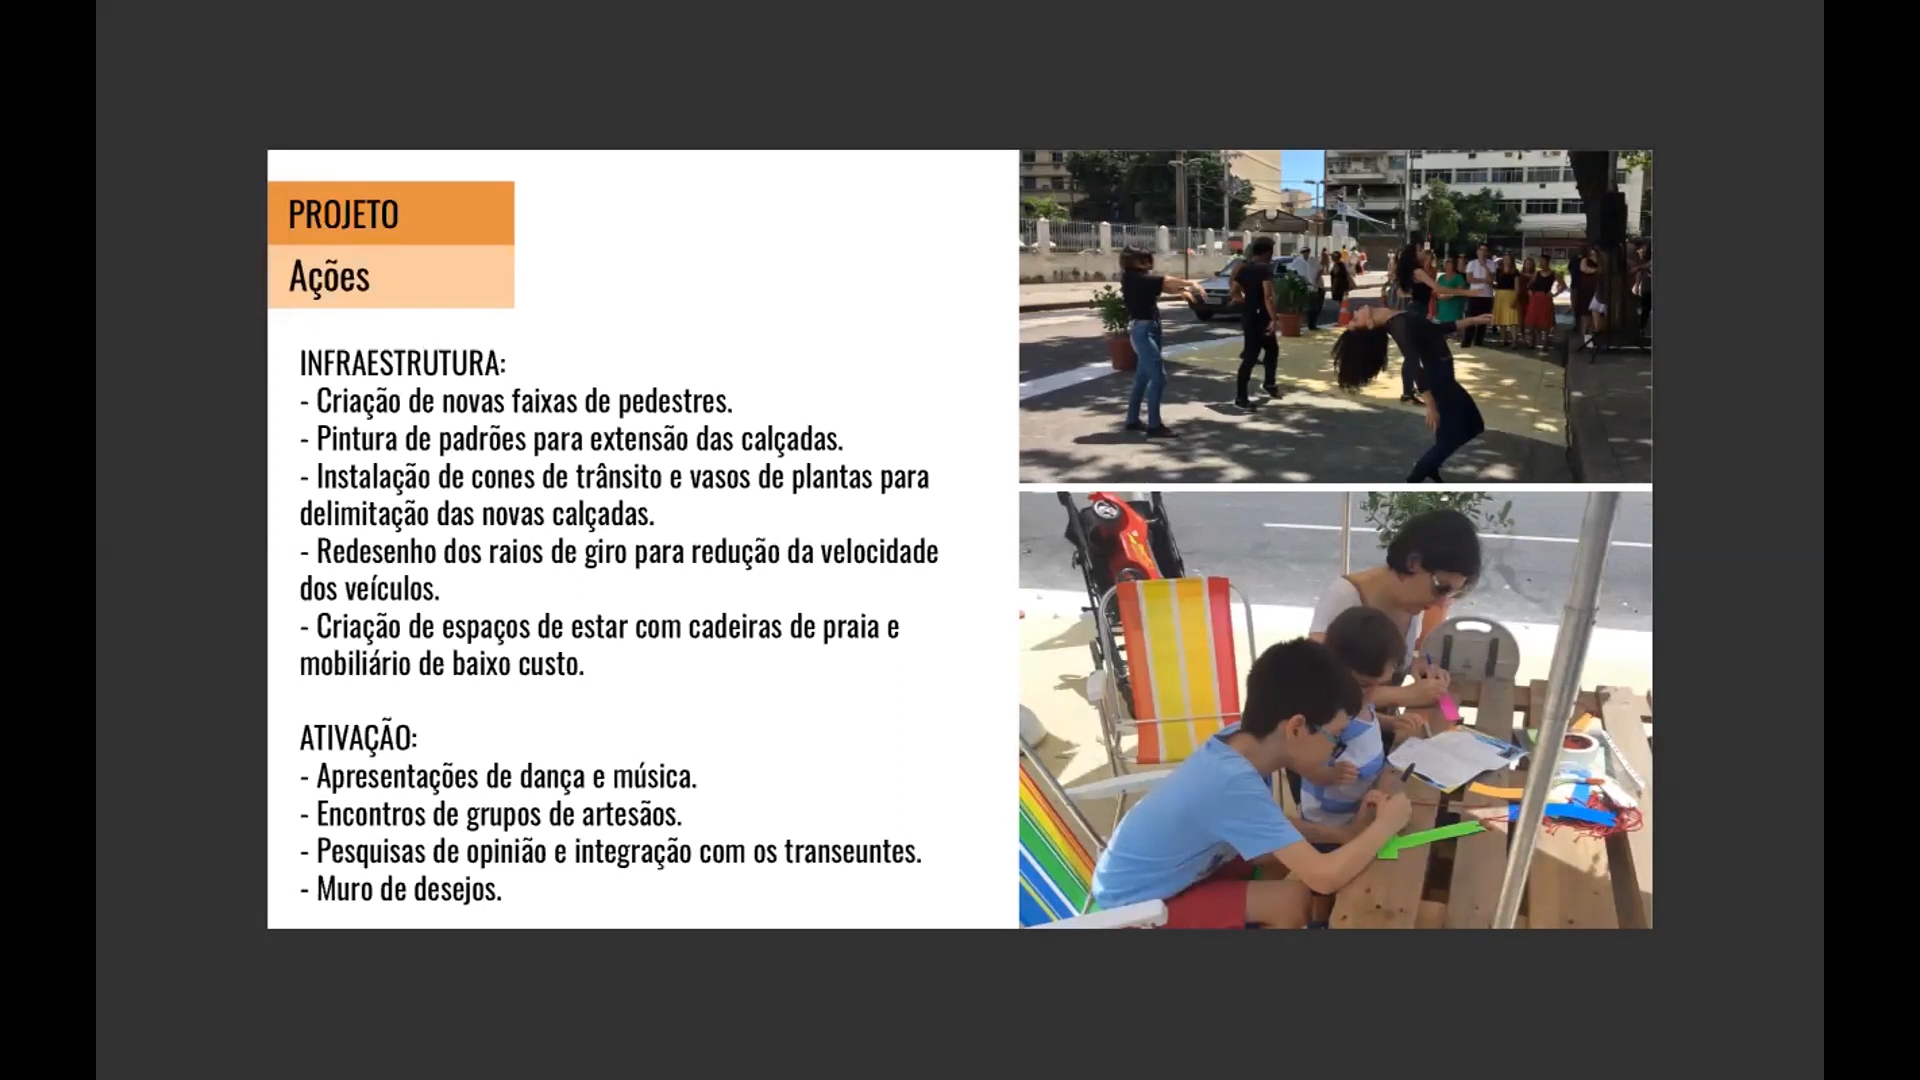 PROJETO
Ações
INFRAESTRUTURA:
- Criação de novas faixas de pedestres.
- Pintura de padrões para extensão das calçadas.
- Instalação de cones de trânsito e vasos de plantas para
delimitação das novas calçadas.
- Redesenho dos raios de giro para redução da velocidade
dos veículos.
- Criação de espaços de estar com cadeiras de praia e
mobiliário de baixo custo.
ATIVAÇÃO:
- Apresentações de dança e música.
- Encontros de grupos de artesãos.
- Pesquisas de opinião e integração com os transeuntes.
- Muro de desejos.